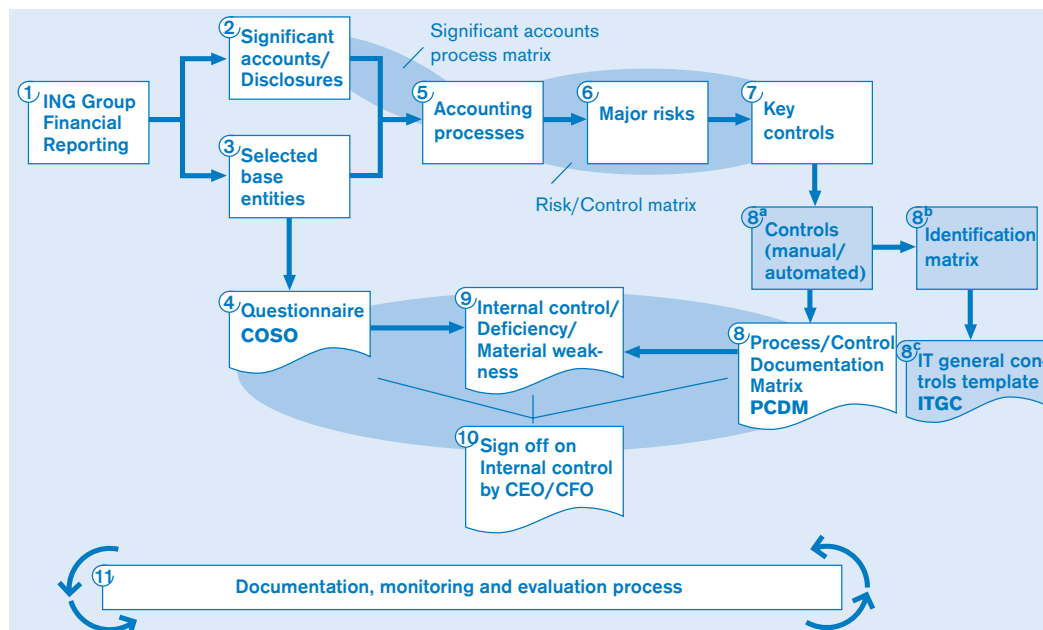 1
ING Group
Financial
Reporting
2
Significant
accounts/
Disclosures
Significant accounts
process matrix
3
Selected
base
entities
5
Accounting
processes
6
Major risks
7
Key
controls
Risk/Control matrix
8a
Controls
(manual/
automated)
8b
Identification
matrix
4
Questionnaire
COSO
9
Internal control/
Deficiency/
Material weak-
ness
8
Process/Control
Documentation
Matrix
PCDM
8c
IT general con-
trols template
ITGC
10
Sign off on
Internal control
by CEO/CFO
11
Documentation, monitoring and evaluation process